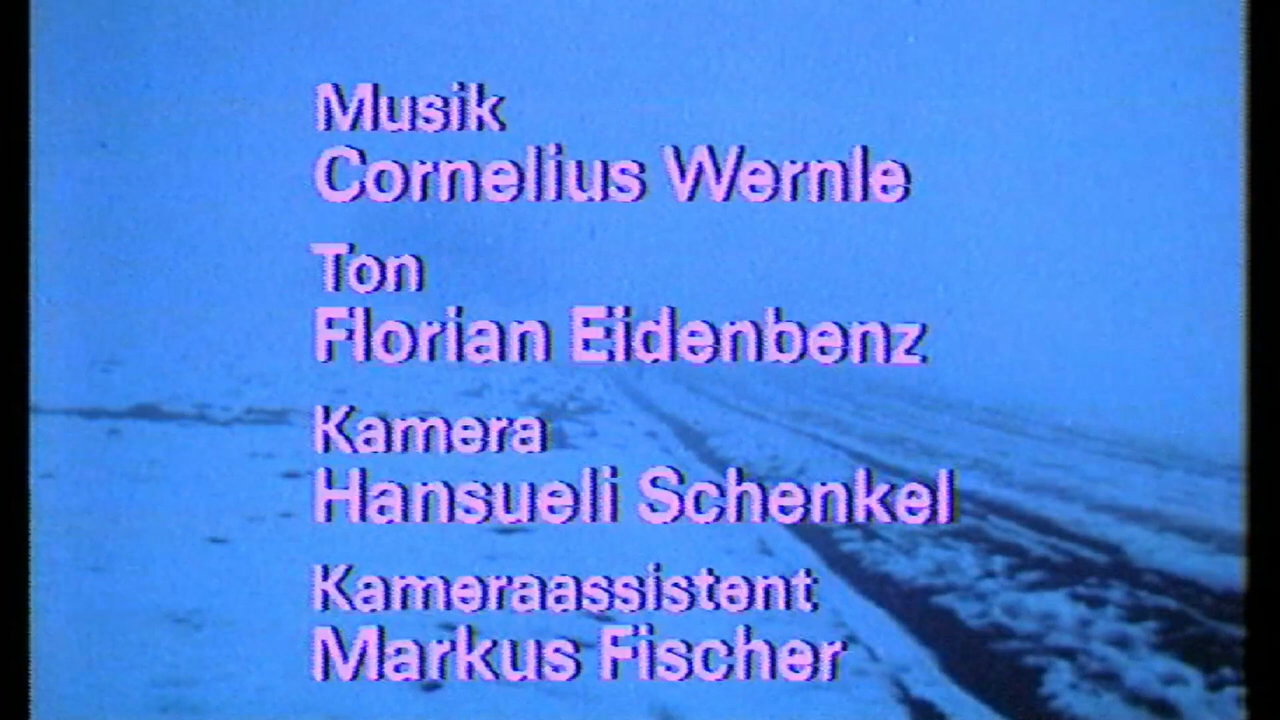 Musik
Cornelius Wernle
Ton
Florian Eidenbenz
Kamera
Hansueli Schenkel
Kameraassistent
Markus Fischer